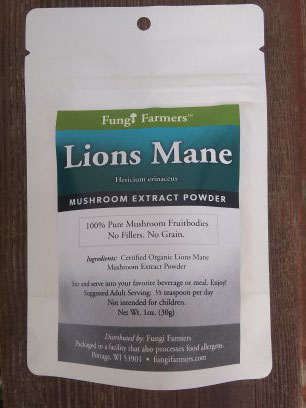 Fungi Farmers™
Lions Mane
Hericium erinaceus
MUSHROOM EXTRACT POWDER
100% Pure Mushroom Fruitbodies
No Fillers. No Grain.
Ingredients: Certified Organic Lions Mane
Mushroom Extract Powder
Stir and serve into your favorite beverage or meal. Enjoy!
Suggested Adult Serving: ⅓ teaspoon per day
Not intended for children.
Net Wt. 1oz. (30g)
Distributed by: Fungi Farmers
Packaged in a facility that also processes food allergens.
Portage, WI 53901 • fungifarmers.com